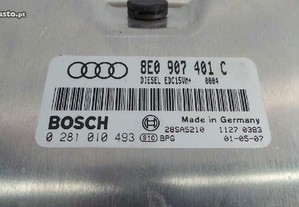 8E0 907 401 C
DIESEL EDC15VM+ 0004
BOSCH
Made in Germany
28SA5210 1127 0383
0 281 010 493 010 BPG 01-05-07